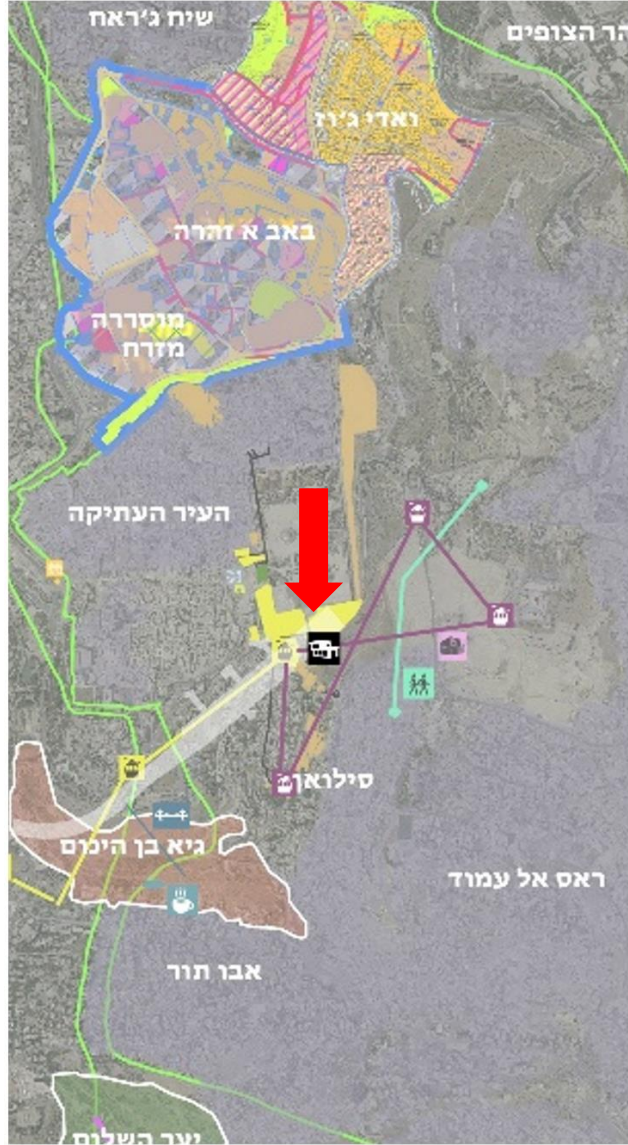 שיח ג'ראח
הר הצופים
ואדי ג'וז
באב א זהרה
מוסררה
מזרח
העיר העתיקה
סילואן
גיא בן הינום
ראס אל עמוד
אבו תור
יער השלום